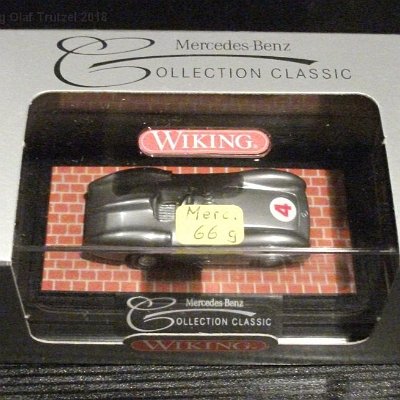 g Olaf Trutzel 2018
Mercedes-Benz
COLLECTION CLASSIC
WIKING
4
Merc.
66 g
Mercedes-Benz
COLLECTION CLASSIC
WIKING